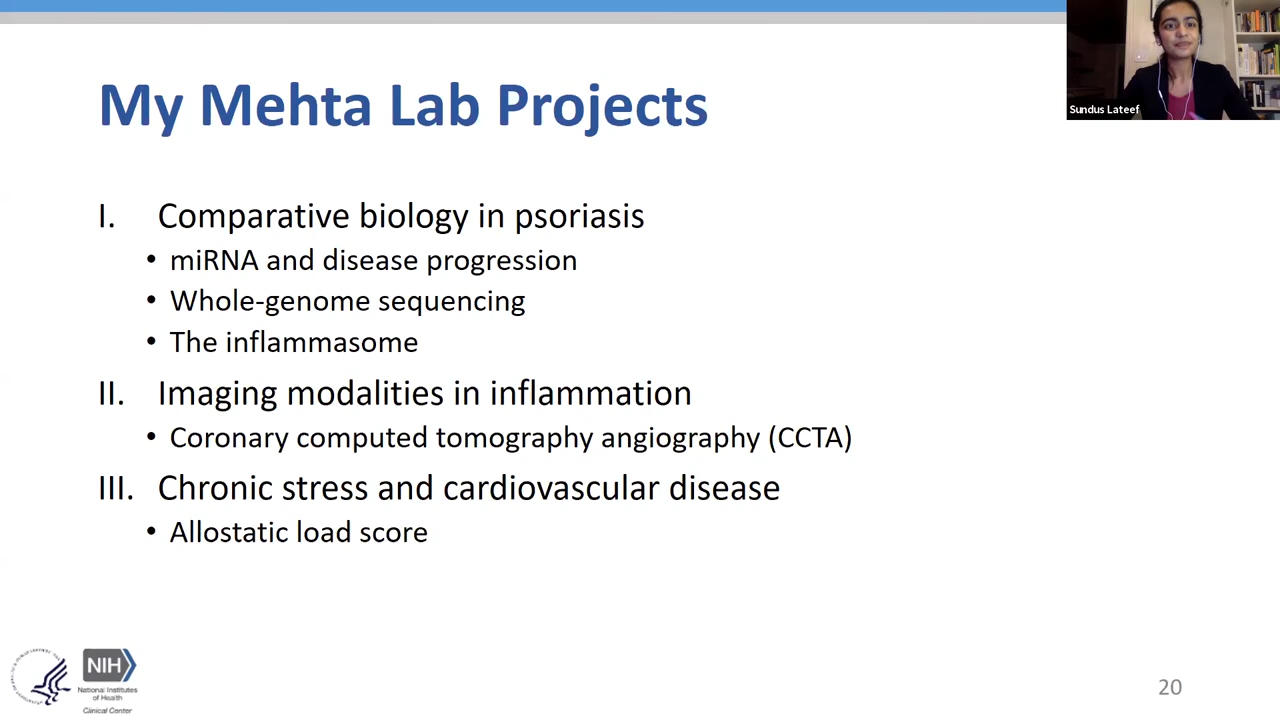 My Mehta Lab Projects
Sundus Lateef
I. Comparative biology in psoriasis
• miRNA and disease progression
• Whole-genome sequencing
• The inflammasome
II. Imaging modalities in inflammation
• Coronary computed tomography angiography (CCTA)
III. Chronic stress and cardiovascular disease
• Allostatic load score
NIH
National Institutes
of Health
Clinical Center
20